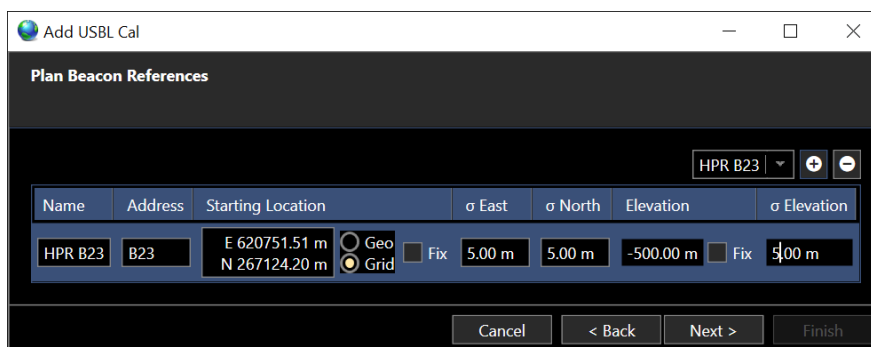 Add USBL Cal
Plan Beacon References
HPR B23
Name Address Starting Location σ East σ North Elevation σ Elevation
HPR B23 B23 E 620751.51 m Geo Fix 5.00 m 5.00 m -500.00 m Fix 5.00 m
N 267124.20 m Grid
Cancel < Back Next > Finish